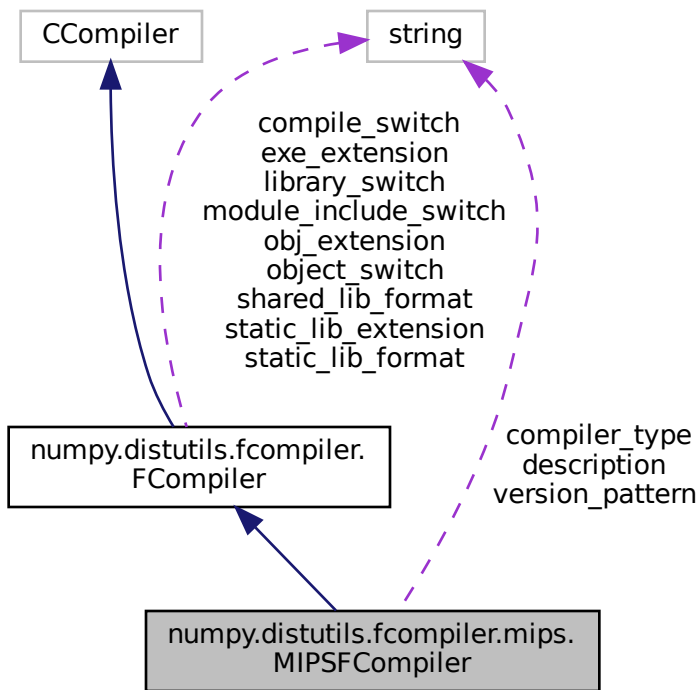 CCompiler
string
compile_switch
exe_extension
library_switch
module_include_switch
obj_extension
object_switch
shared_lib_format
static_lib_extension
static_lib_format
numpy.distutils.fcompiler.
FCompiler
compiler_type
description
version_pattern
numpy.distutils.fcompiler.mips.
MIPSFCompiler